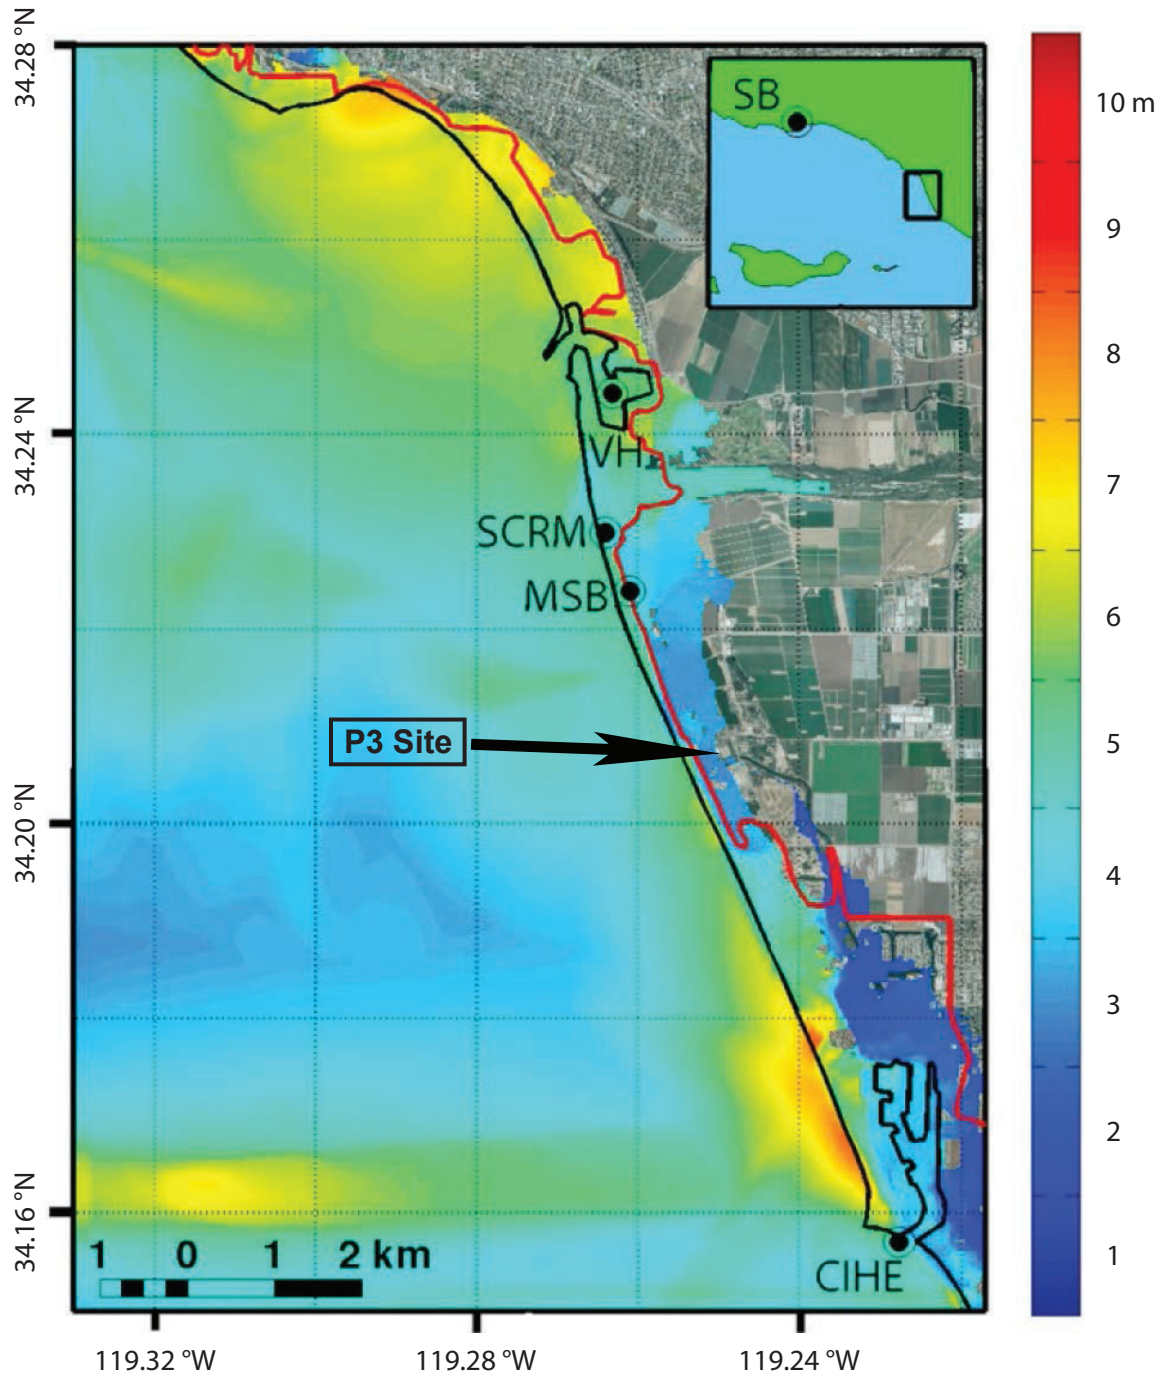 34.28 °N
34.24 °N
34.20 °N
34.16 °N
SB
VH
SCRM
MSB
P3 Site
CIHE
1 0 1 2 km
119.32 °W
119.28 °W
119.24 °W
10 m
9
8
7
6
5
4
3
2
1